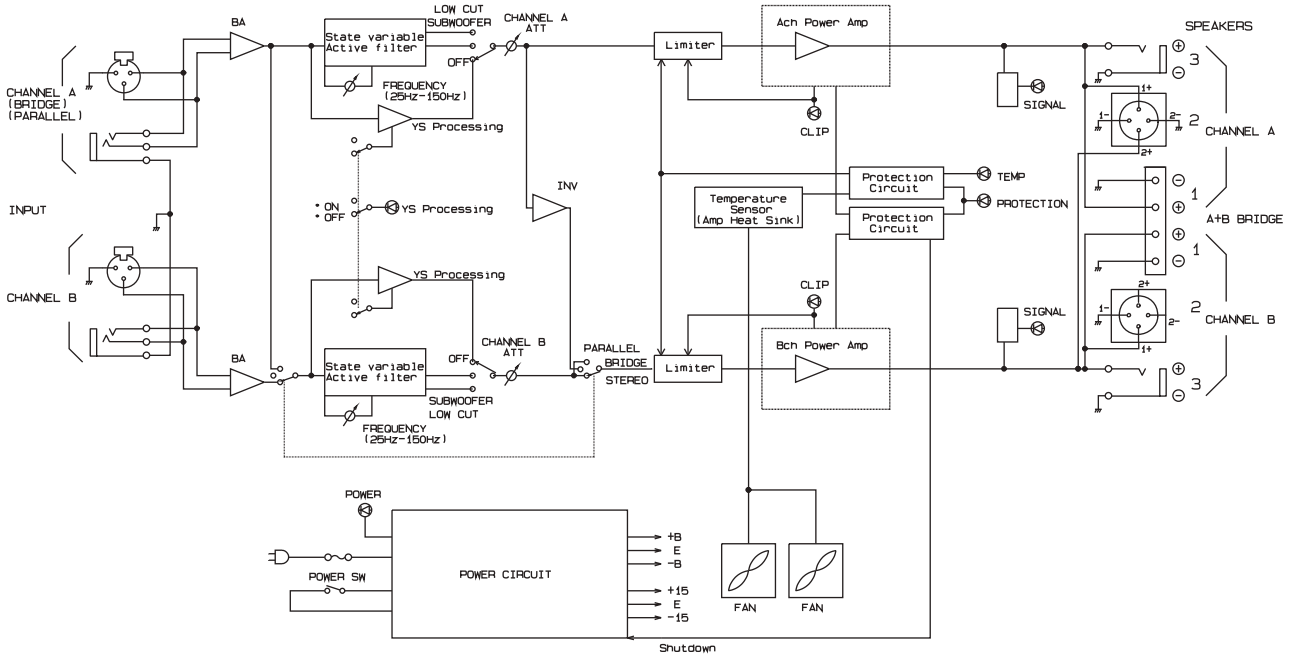 LOW CUT
SUBWOOFER
CHANNEL A
ATT
BA
State variable
Active filter
OFF
FREQUENCY
(25Hz-150Hz)
YS Processing
CHANNEL A
(BRIDGE)
(PARALLEL)
INPUT
* ON
* OFF
YS Processing
INV
Limiter
Ach Power Amp
CLIP
SIGNAL
Protection
Circuit
TEMP
Temperature
Sensor
(Amp Heat Sink)
Protection
Circuit
PROTECTION
SPEAKERS
+
3
-
1+
1-
2-
2+
2
CHANNEL A
-
1
+
A+B BRIDGE
+
1
-
CHANNEL B
YS Processing
BA
State variable
Active filter
OFF
SUBWOOFER
LOW CUT
FREQUENCY
(25Hz-150Hz)
CHANNEL B
ATT
PARALLEL
BRIDGE
STEREO
Limiter
CLIP
Bch Power Amp
SIGNAL
2+
1-
2-
1+
2
CHANNEL B
+
3
-
POWER
POWER SW
POWER CIRCUIT
+B
E
-B
+15
E
-15
FAN
FAN
Shutdown